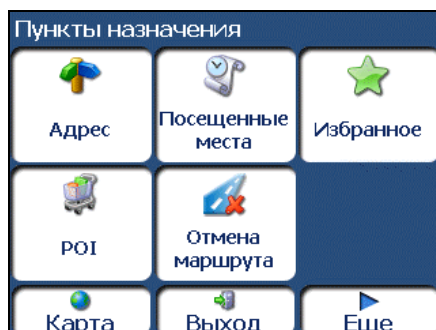 Пункты назначения
Адрес
Посещенные
места
Избранное
POI
Отмена
маршрута
Карта
Выход
Еще